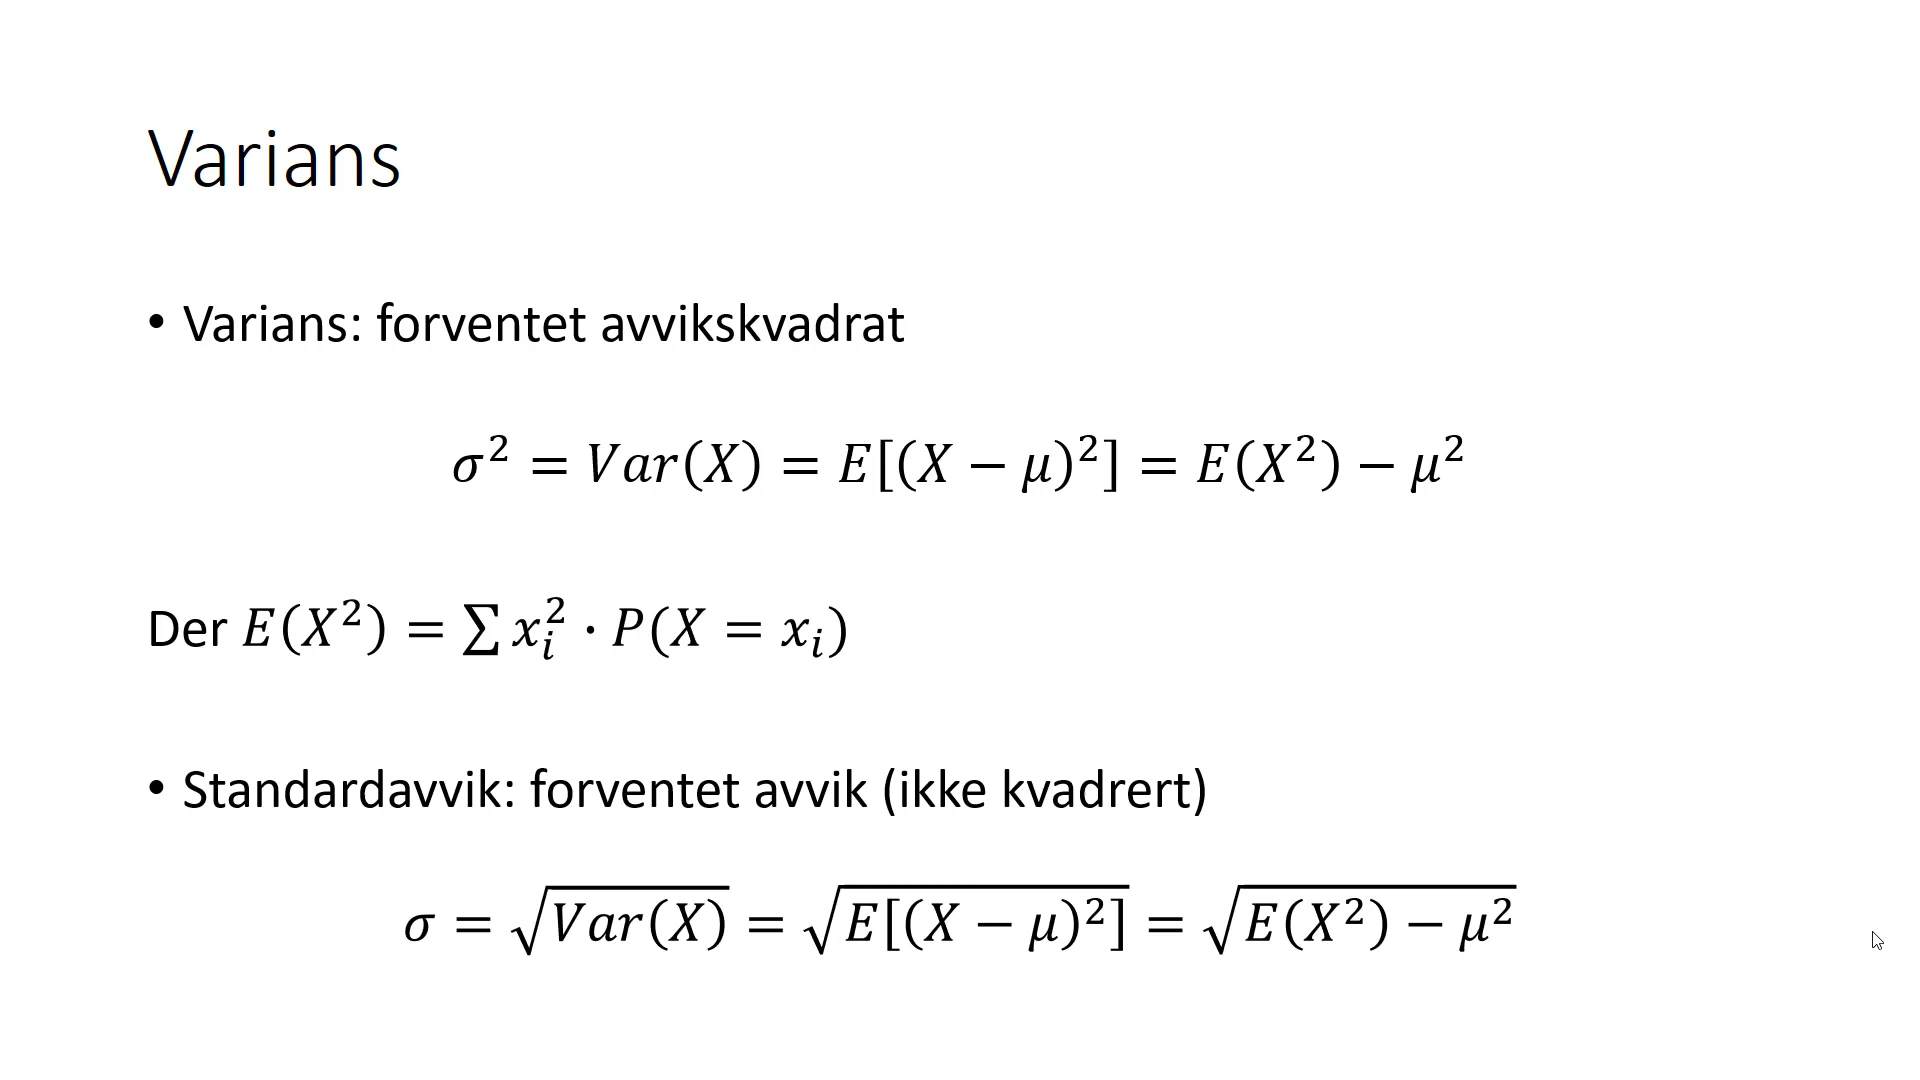 Varians
• Varians: forventet avvikskvadrat
σ² = Var(X) = E[(X − μ)²] = E(X²) − μ²
Der E(X²) = ∑ xᵢ² · P(X = xᵢ)
• Standardavvik: forventet avvik (ikke kvadrert)
σ = √Var(X) = √E[(X − μ)²] = √E(X²) − μ²